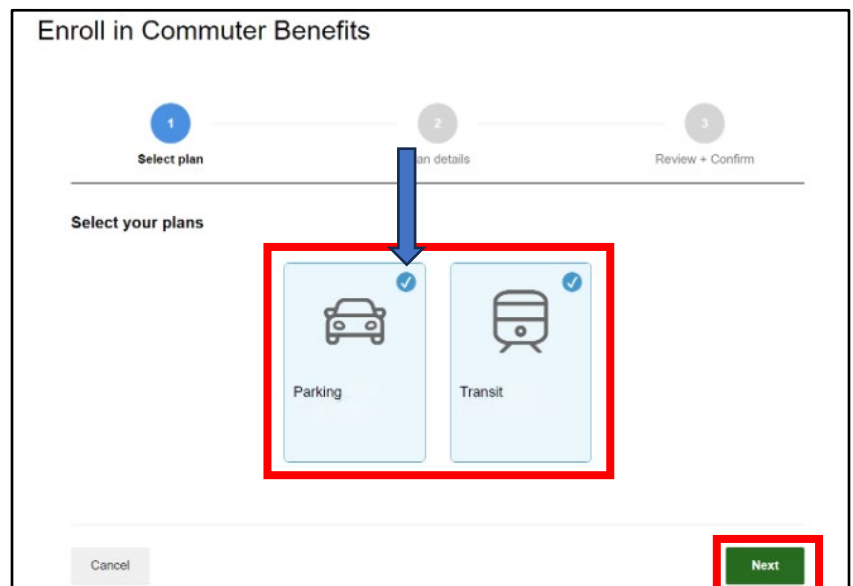 Enroll in Commuter Benefits
1
2
3
Select plan
an details
Review + Confirm
Select your plans
Parking
Transit
Cancel
Next